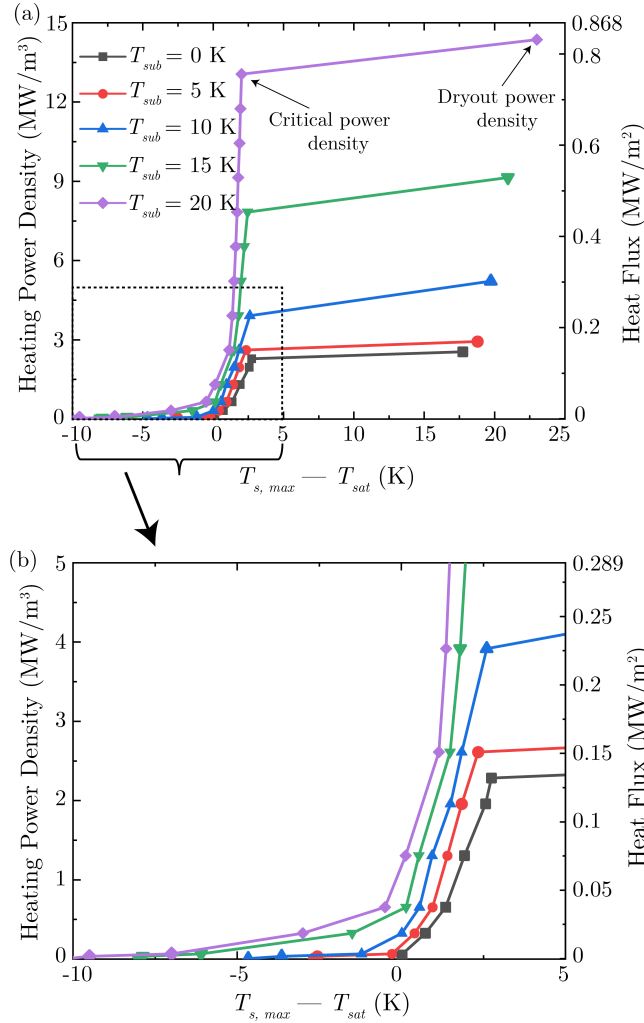 (a)
Heating Power Density (MW/m³)
15
12
9
6
3
0
T_sub = 0 K
T_sub = 5 K
T_sub = 10 K
T_sub = 15 K
T_sub = 20 K
Critical power
density
Dryout power
density
0.868
0.8
0.6
0.4
0.2
0
Heat Flux (MW/m²)
-10 -5 0 5 10 15 20 25
T_s, max — T_sat (K)
(b)
Heating Power Density (MW/m³)
5
4
3
2
1
0
0.289
0.25
0.15
0.05
0
Heat Flux (MW/m²)
-10 -5 0 5
T_s, max — T_sat (K)